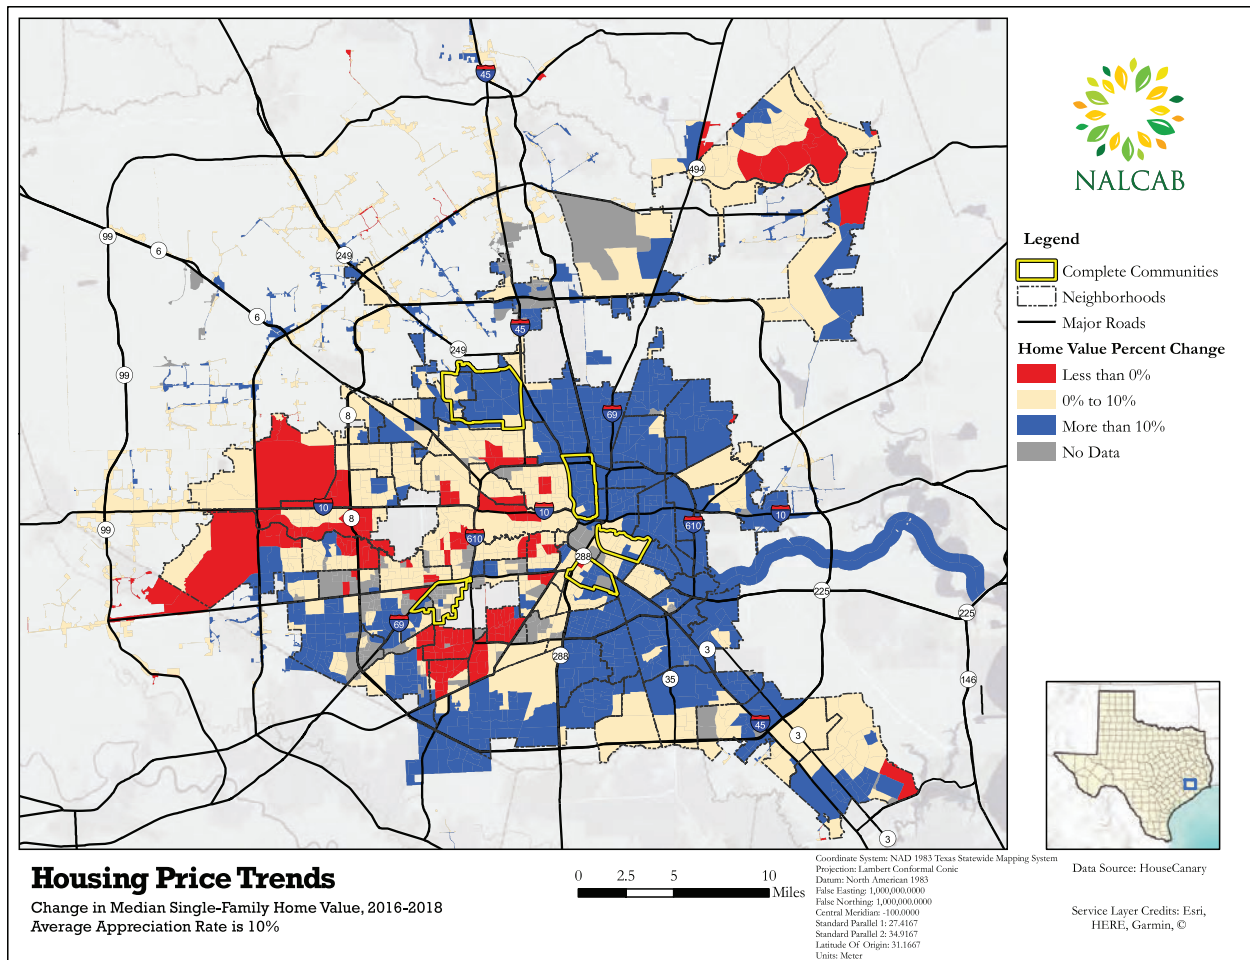 45
494
99
6
249
6
45
249
99
8
69
10
8
10
10
99
610
610
288
225
225
69
3
288
35
146
45
3
3
NALCAB
Legend
Complete Communities
Neighborhoods
Major Roads
Home Value Percent Change
Less than 0%
0% to 10%
More than 10%
No Data
Housing Price Trends
Change in Median Single-Family Home Value, 2016-2018
Average Appreciation Rate is 10%
0 2.5 5 10
Miles
Coordinate System: NAD 1983 Texas Statewide Mapping System
Projection: Lambert Conformal Conic
Datum: North American 1983
False Easting: 1,000,000.0000
False Northing: 1,000,000.0000
Central Meridian: -100.0000
Standard Parallel 1: 27.4167
Standard Parallel 2: 34.9167
Latitude Of Origin: 31.1667
Units: Meter
Data Source: HouseCanary
Service Layer Credits: Esri,
HERE, Garmin, ©